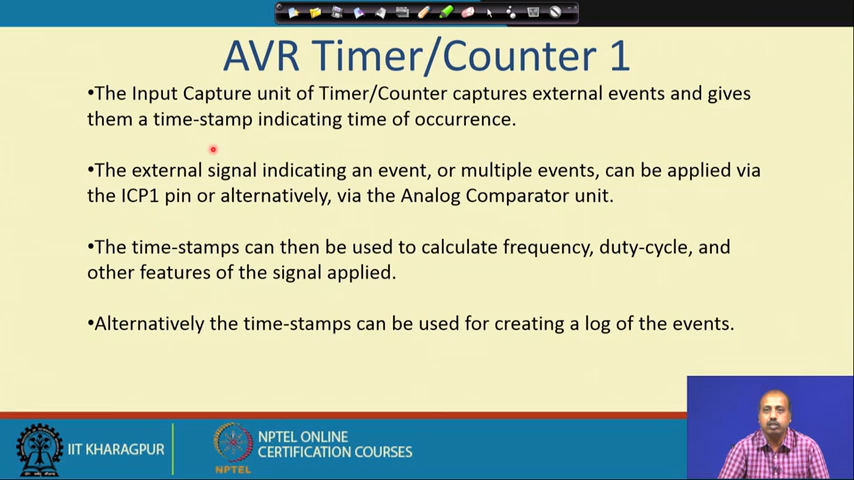 AVR Timer/Counter 1
•The Input Capture unit of Timer/Counter captures external events and gives
them a time-stamp indicating time of occurrence.
•The external signal indicating an event, or multiple events, can be applied via
the ICP1 pin or alternatively, via the Analog Comparator unit.
•The time-stamps can then be used to calculate frequency, duty-cycle, and
other features of the signal applied.
•Alternatively the time-stamps can be used for creating a log of the events.
IIT KHARAGPUR
NPTEL
NPTEL ONLINE
CERTIFICATION COURSES